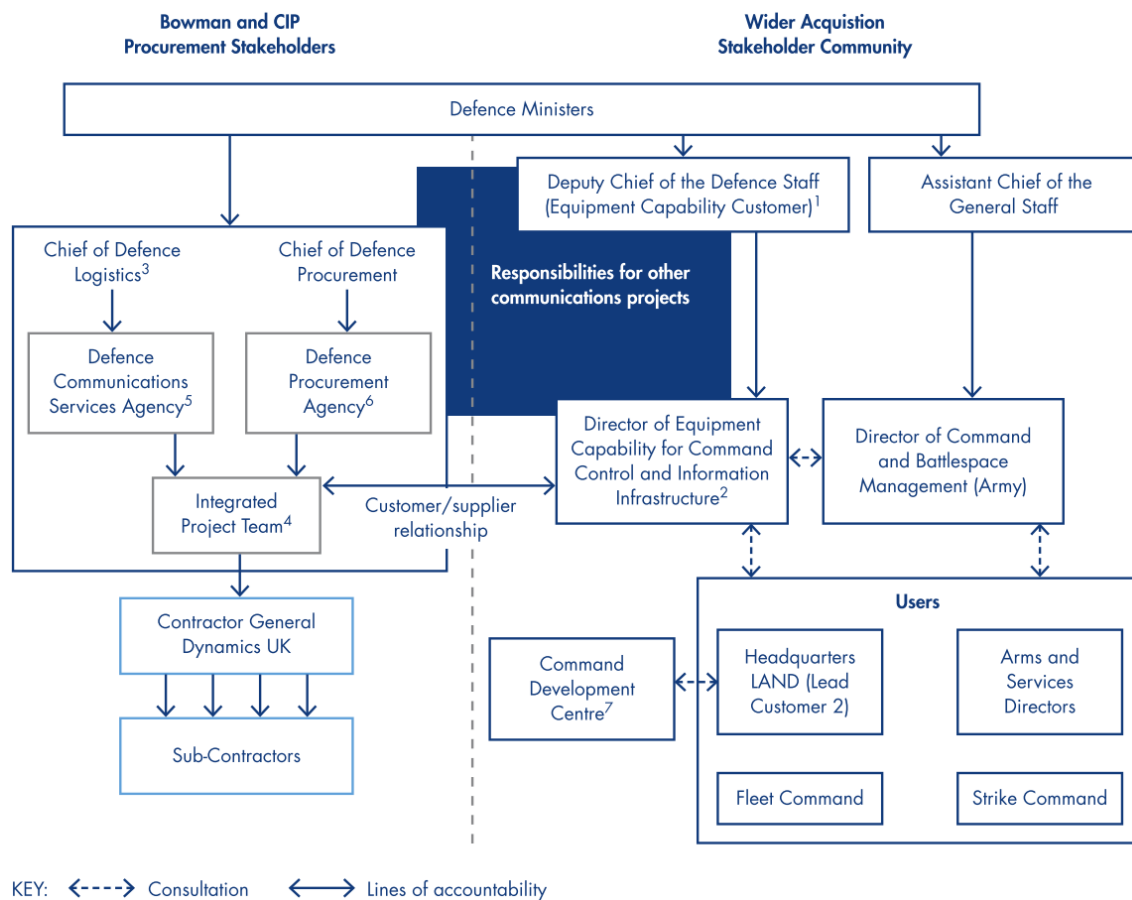 Bowman and CIP
Procurement Stakeholders
Wider Acquistion
Stakeholder Community
Defence Ministers
Deputy Chief of the Defence Staff
(Equipment Capability Customer)1
Assistant Chief of the
General Staff
Chief of Defence
Logistics3
Chief of Defence
Procurement
Responsibilities for other
communications projects
Defence
Communications
Services Agency5
Defence
Procurement
Agency6
Director of Equipment
Capability for Command
Control and Information
Infrastructure2
Director of Command
and Battlespace
Management (Army)
Integrated
Project Team4
Customer/supplier
relationship
Contractor General
Dynamics UK
Sub-Contractors
Users
Command
Development
Centre7
Headquarters
LAND (Lead
Customer 2)
Arms and
Services
Directors
Fleet Command
Strike Command
KEY:
Consultation
Lines of accountability